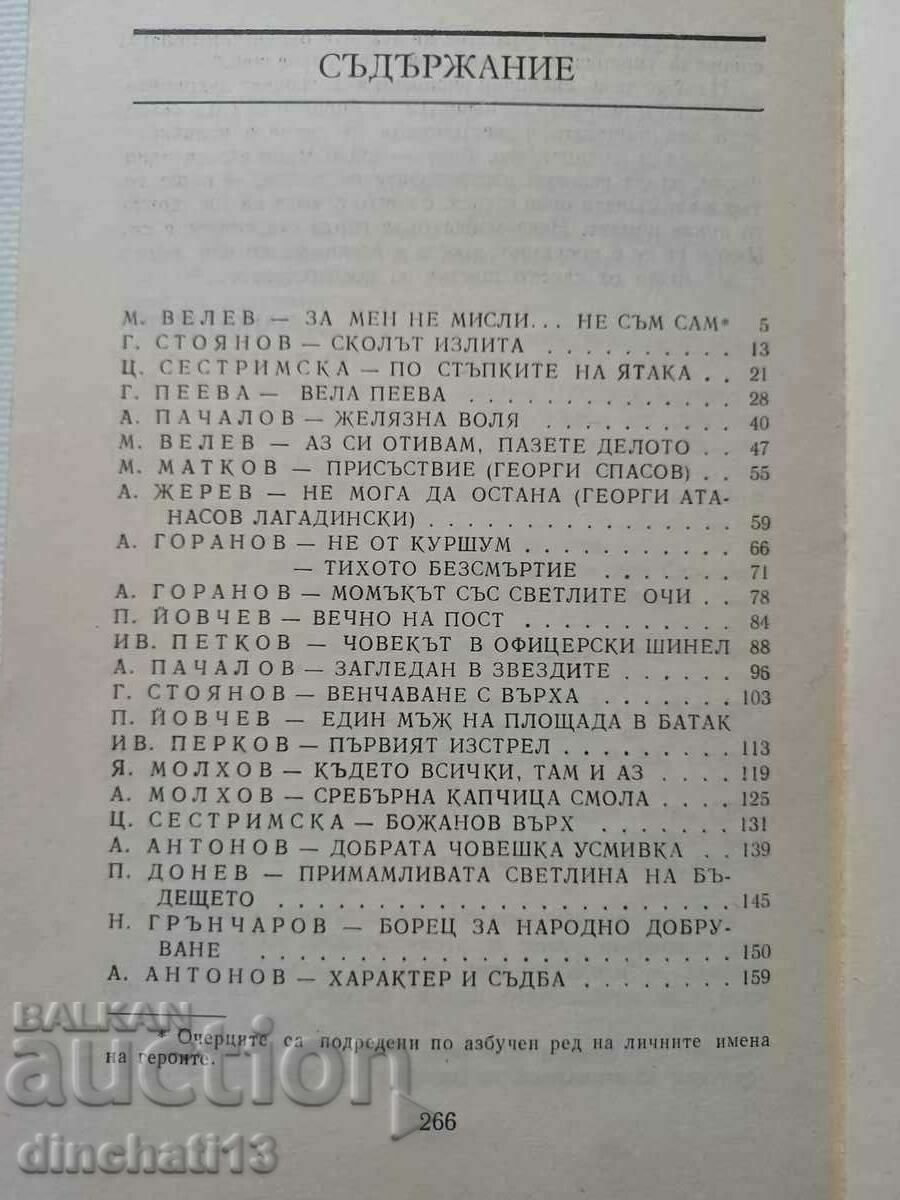 СЪДЪРЖАНИЕ
М. ВЕЛЕВ — ЗА МЕН НЕ МИСЛИ... НЕ СЪМ САМ* 5
Г. СТОЯНОВ — СКОЛЪТ ИЗЛИТА . . . . . . . . . . 13
Ц. СЕСТРИМСКА — ПО СТЪПКИТЕ НА ЯТАКА . . 21
Г. ПЕЕВА — ВЕЛА ПЕЕВА . . . . . . . . . . . . . 28
А. ПАЧАЛОВ — ЖЕЛЯЗНА ВОЛЯ . . . . . . . . . . 40
М. ВЕЛЕВ — АЗ СИ ОТИВАМ, ПАЗЕТЕ ДЕЛОТО . . 47
М. МАТКОВ — ПРИСЪСТВИЕ (ГЕОРГИ СПАСОВ) . . 55
А. ЖЕРЕВ — НЕ МОГА ДА ОСТАНА (ГЕОРГИ АТА-
НАСОВ ЛАГАДИНСКИ) . . . . . . . . . . . . . . . 59
А. ГОРАНОВ — НЕ ОТ КУРШУМ . . . . . . . . . . . 66
— ТИХОТО БЕЗСМЪРТИЕ . . . . . . . 71
А. ГОРАНОВ — МОМЪКЪТ СЪС СВЕТЛИТЕ ОЧИ . . 78
П. ЙОВЧЕВ — ВЕЧНО НА ПОСТ . . . . . . . . . . . 84
ИВ. ПЕТКОВ — ЧОВЕКЪТ В ОФИЦЕРСКИ ШИНЕЛ 88
А. ПАЧАЛОВ — ЗАГЛЕДАН В ЗВЕЗДИТЕ . . . . . . 96
Г. СТОЯНОВ — ВЕНЧАВАНЕ С ВЪРХА . . . . . . . 103
П. ЙОВЧЕВ — ЕДИН МЪЖ НА ПЛОЩАДА В БАТАК
ИВ. ПЕРКОВ — ПЪРВИЯТ ИЗСТРЕЛ . . . . . . . . . 113
Я. МОЛХОВ — КЪДЕТО ВСИЧКИ, ТАМ И АЗ . . . . 119
А. МОЛХОВ — СРЕБЪРНА КАПЧИЦА СМОЛА . . . . 125
Ц. СЕСТРИМСКА — БОЖАНОВ ВЪРХ . . . . . . . 131
А. АНТОНОВ — ДОБРАТА ЧОВЕШКА УСМИВКА . . 139
П. ДОНЕВ — ПРИМАМЛИВАТА СВЕТЛИНА НА БЪ-
ДЕЩЕТО . . . . . . . . . . . . . . . . . . . . . . 145
Н. ГРЪНЧАРОВ — БОРЕЦ ЗА НАРОДНО ДОБРУ-
ВАНЕ . . . . . . . . . . . . . . . . . . . . . . . 150
А. АНТОНОВ — ХАРАКТЕР И СЪДБА . . . . . . . . 159
* Очерците са подредени по азбучен ред на личните имена
на героите.
266
BALKAN
auction
dinchati13